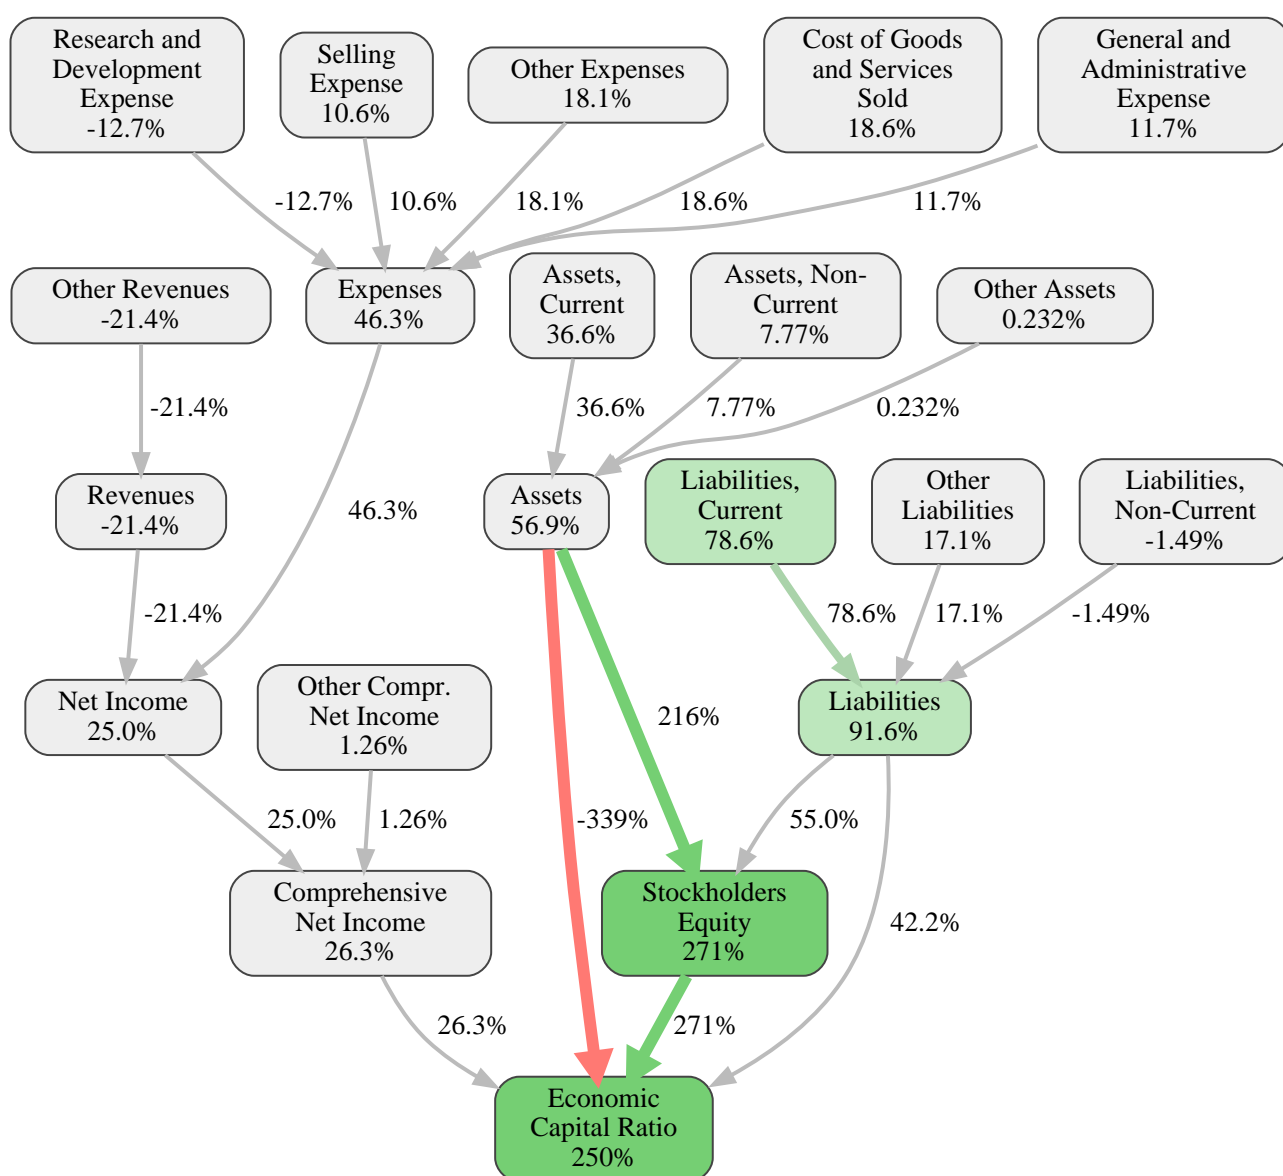 Research and
Development
Expense
-12.7%
Selling
Expense
10.6%
Other Expenses
18.1%
Cost of Goods
and Services
Sold
18.6%
General and
Administrative
Expense
11.7%
-12.7%
10.6%
18.1%
18.6%
11.7%
Other Revenues
-21.4%
Expenses
46.3%
Assets,
Current
36.6%
Assets, Non-
Current
7.77%
Other Assets
0.232%
-21.4%
36.6%
7.77%
0.232%
Revenues
-21.4%
46.3%
Assets
56.9%
Liabilities,
Current
78.6%
Other
Liabilities
17.1%
Liabilities,
Non-Current
-1.49%
-21.4%
78.6%
17.1%
-1.49%
Net Income
25.0%
Other Compr.
Net Income
1.26%
216%
Liabilities
91.6%
25.0%
1.26%
-339%
55.0%
Comprehensive
Net Income
26.3%
Stockholders
Equity
271%
42.2%
26.3%
271%
Economic
Capital Ratio
250%